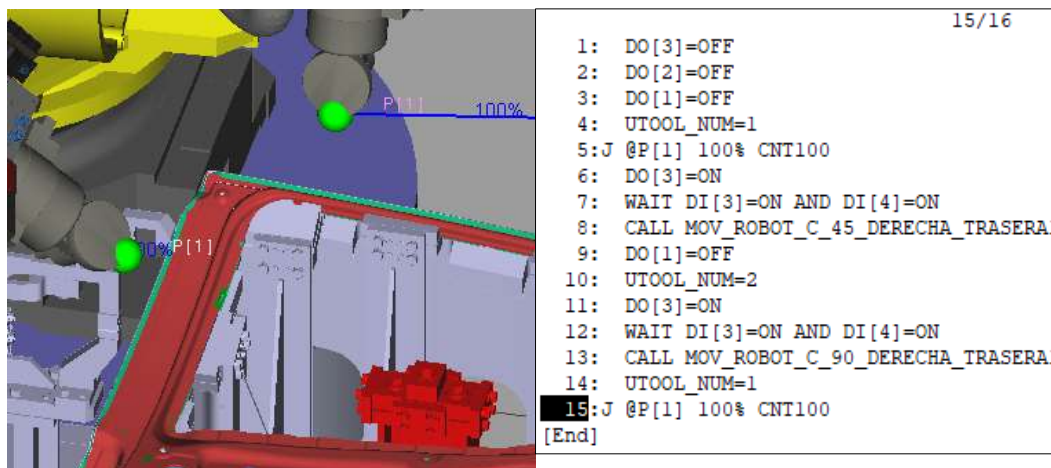 P[1]
100%
00% P[1]
15/16
1: DO[3]=OFF
2: DO[2]=OFF
3: DO[1]=OFF
4: UTOOL_NUM=1
5:J @P[1] 100% CNT100
6: DO[3]=ON
7: WAIT DI[3]=ON AND DI[4]=ON
8: CALL MOV_ROBOT_C_45_DERECHA_TRASERA
9: DO[1]=OFF
10: UTOOL_NUM=2
11: DO[3]=ON
12: WAIT DI[3]=ON AND DI[4]=ON
13: CALL MOV_ROBOT_C_90_DERECHA_TRASERA
14: UTOOL_NUM=1
15:J @P[1] 100% CNT100
[End]